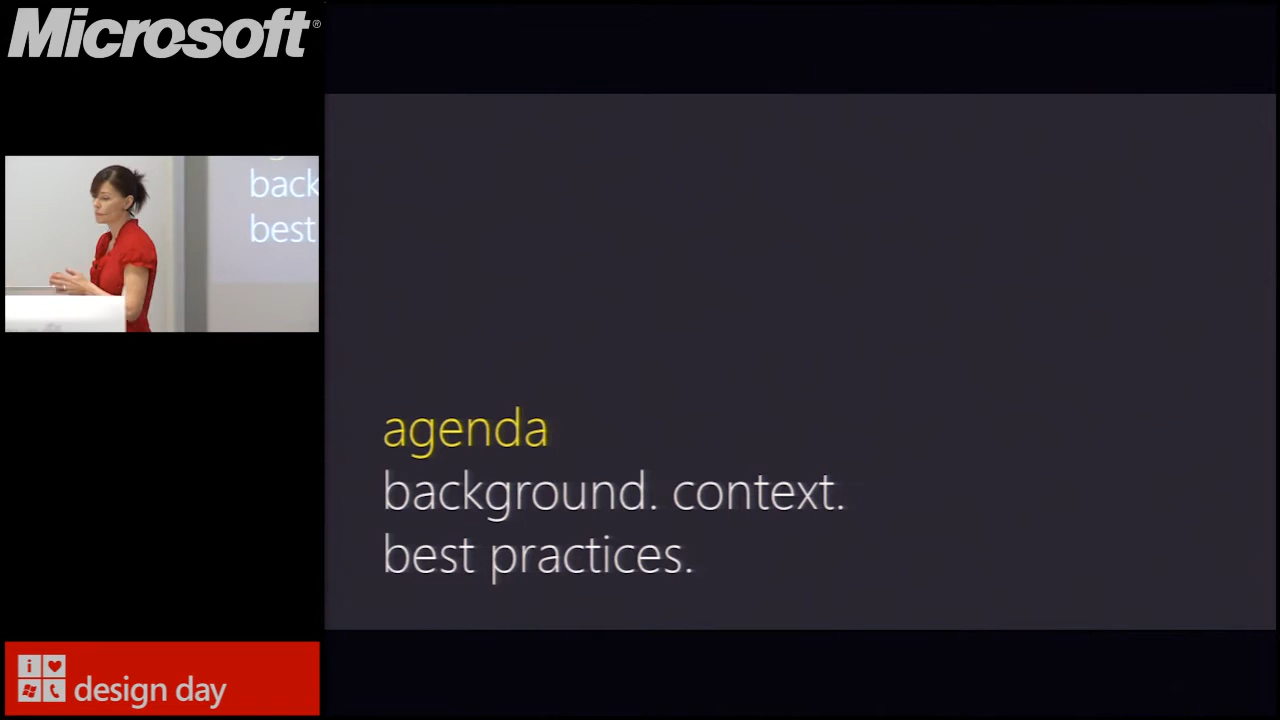 Microsoft®
back
best
agenda
background. context.
best practices.
i
design day